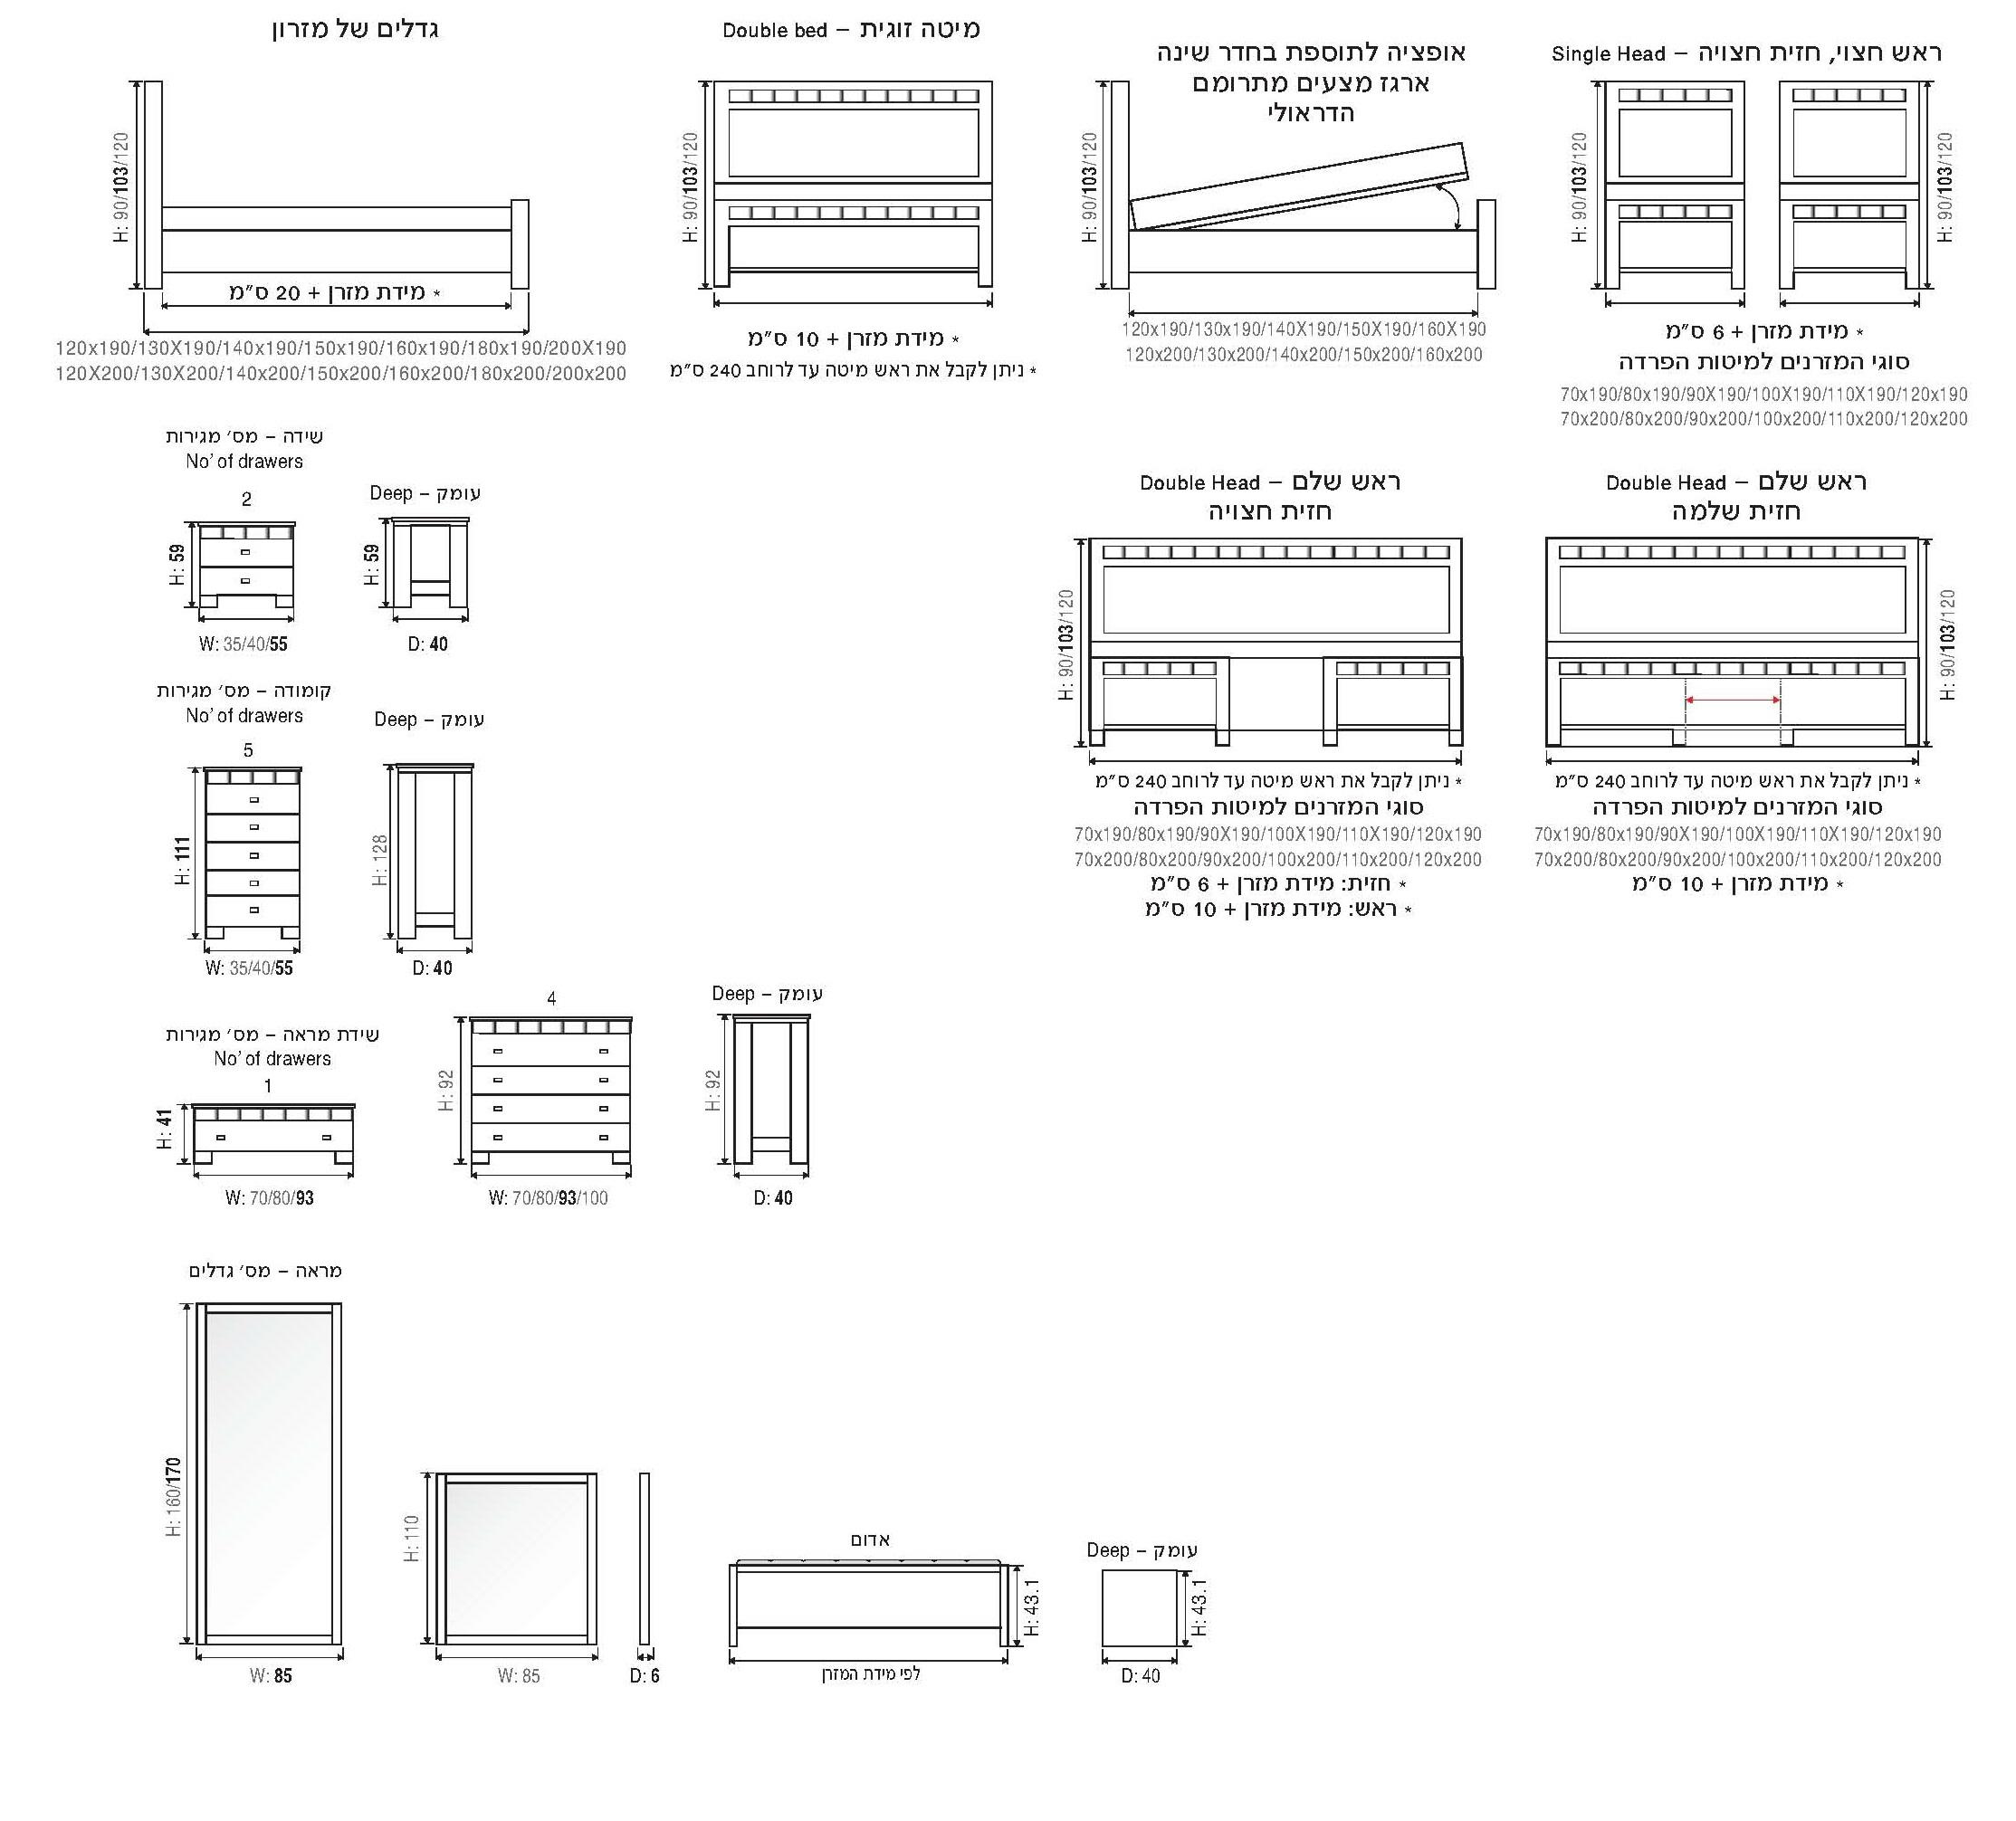 גדלים של מזרון
H: 90/103/120
* מידת מזרן + 20 ס"מ
120x190/130X190/140x190/150x190/160x190/180x190/200X190
120X200/130X200/140x200/150x200/160x200/180x200/200x200
מיטה זוגית – Double bed
H: 90/103/120
* מידת מזרן + 10 ס"מ
* ניתן לקבל את ראש מיטה עד לרוחב 240 ס"מ
אופציה לתוספת בחדר שינה
ארגז מצעים מתרומם
הדראולי
H: 90/103/120
120x190/130x190/140X190/150X190/160X190
120x200/130x200/140x200/150x200/160x200
ראש חצוי, חזית חצויה – Single Head
H: 90/103/120
H: 90/103/120
* מידת מזרן + 6 ס"מ
סוגי המזרנים למיטות הפרדה
70x190/80x190/90X190/100X190/110X190/120x190
70x200/80x200/90x200/100x200/110x200/120x200
שידה – מס' מגירות
No' of drawers
2
H: 59
W: 35/40/55
עומק – Deep
H: 59
D: 40
ראש שלם – Double Head
חזית חצויה
H: 90/103/120
* ניתן לקבל את ראש מיטה עד לרוחב 240 ס"מ
סוגי המזרנים למיטות הפרדה
70x190/80x190/90X190/100X190/110X190/120x190
70x200/80x200/90x200/100x200/110x200/120x200
* חזית: מידת מזרן + 6 ס"מ
* ראש: מידת מזרן + 10 ס"מ
ראש שלם – Double Head
חזית שלמה
H: 90/103/120
* ניתן לקבל את ראש מיטה עד לרוחב 240 ס"מ
סוגי המזרנים למיטות הפרדה
70x190/80x190/90X190/100X190/110X190/120x190
70x200/80x200/90x200/100x200/110x200/120x200
* מידת מזרן + 10 ס"מ
קומודה – מס' מגירות
No' of drawers
5
H: 111
W: 35/40/55
עומק – Deep
H: 128
D: 40
שידת מראה – מס' מגירות
No' of drawers
1
H: 41
W: 70/80/93
4
H: 92
W: 70/80/93/100
עומק – Deep
H: 92
D: 40
מראה – מס' גדלים
H: 160/170
W: 85
H: 110
W: 85
D: 6
אדום
H: 43.1
לפי מידת המזרן
עומק – Deep
H: 43.1
D: 40